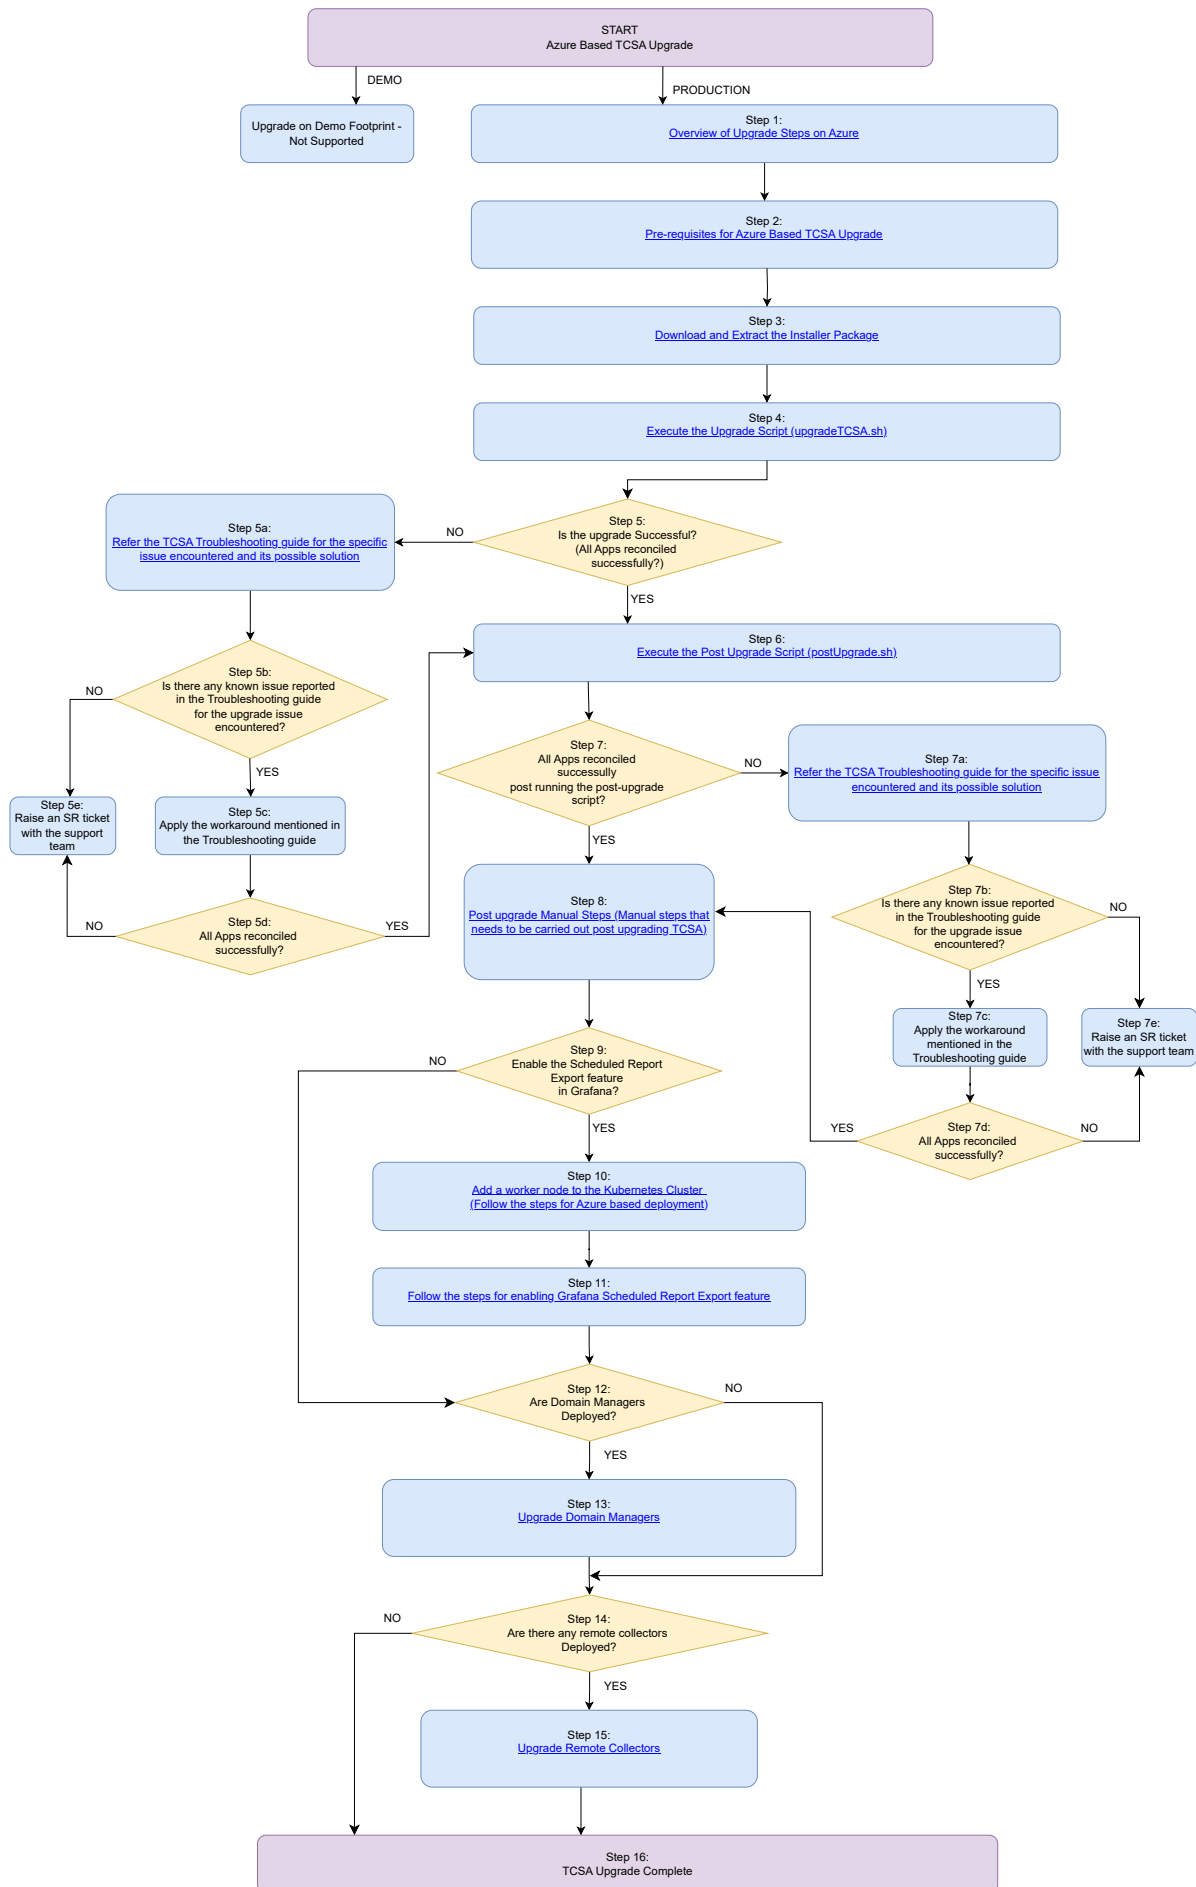 START
Azure Based TCSA Upgrade
DEMO
PRODUCTION
Upgrade on Demo Footprint -
Not Supported
Step 1:
Overview of Upgrade Steps on Azure
Step 2:
Pre-requisites for Azure Based TCSA Upgrade
Step 3:
Download and Extract the Installer Package
Step 4:
Execute the Upgrade Script (upgradeTCSA.sh)
Step 5:
Is the upgrade Successful?
(All Apps reconciled
successfully?)
NO
YES
Step 5a:
Refer the TCSA Troubleshooting guide for the specific
issue encountered and its possible solution
Step 5b:
Is there any known issue reported
in the Troubleshooting guide
for the upgrade issue
encountered?
NO
YES
Step 5e:
Raise an SR ticket
with the support
team
Step 5c:
Apply the workaround mentioned in
the Troubleshooting guide
Step 5d:
All Apps reconciled
successfully?
NO
YES
Step 6:
Execute the Post Upgrade Script (postUpgrade.sh)
Step 7:
All Apps reconciled
successully
post running the post-upgrade
script?
NO
YES
Step 7a:
Refer the TCSA Troubleshooting guide for the specific issue
encountered and its possible solution
Step 7b:
Is there any known issue reported
in the Troubleshooting guide
for the upgrade issue
encountered?
NO
YES
Step 7c:
Apply the workaround
mentioned in the
Troubleshooting guide
Step 7e:
Raise an SR ticket
with the support team
Step 7d:
All Apps reconciled
successfully?
YES
NO
Step 8:
Post upgrade Manual Steps (Manual steps that
needs to be carried out post upgrading TCSA)
Step 9:
Enable the Scheduled Report
Export feature
in Grafana?
NO
YES
Step 10:
Add a worker node to the Kubernetes Cluster
(Follow the steps for Azure based deployment)
Step 11:
Follow the steps for enabling Grafana Scheduled Report Export feature
Step 12:
Are Domain Managers
Deployed?
NO
YES
Step 13:
Upgrade Domain Managers
Step 14:
Are there any remote collectors
Deployed?
NO
YES
Step 15:
Upgrade Remote Collectors
Step 16:
TCSA Upgrade Complete